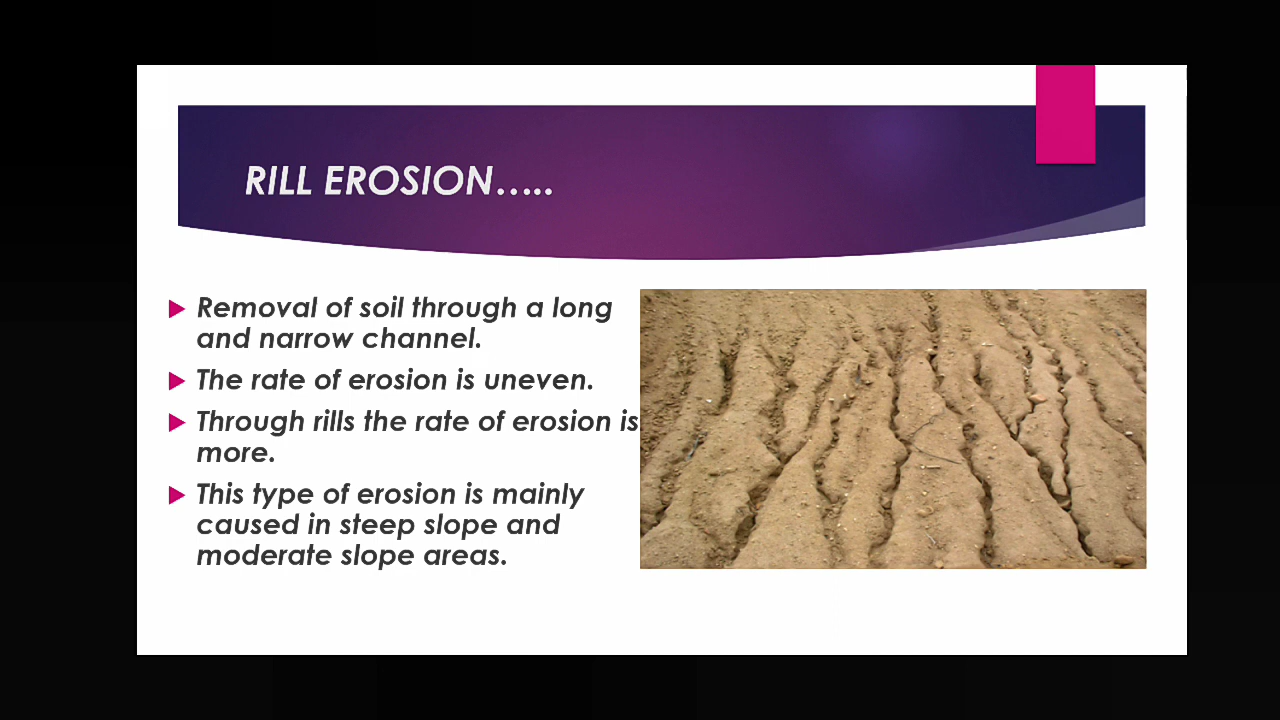 RILL EROSION.....
Removal of soil through a long
and narrow channel.
The rate of erosion is uneven.
Through rills the rate of erosion is
more.
This type of erosion is mainly
caused in steep slope and
moderate slope areas.